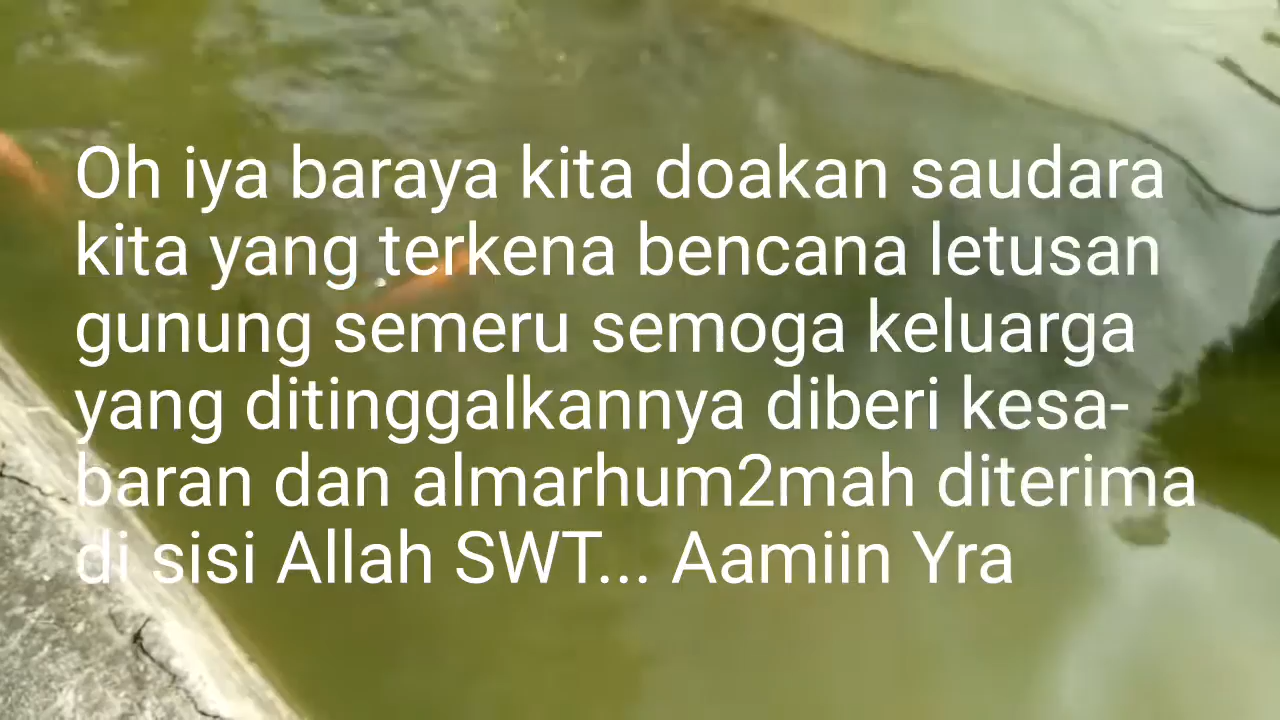 Oh iya baraya kita doakan saudara
kita yang terkena bencana letusan
gunung semeru semoga keluarga
yang ditinggalkannya diberi kesa-
baran dan almarhum2mah diterima
di sisi Allah SWT... Aamiin Yra